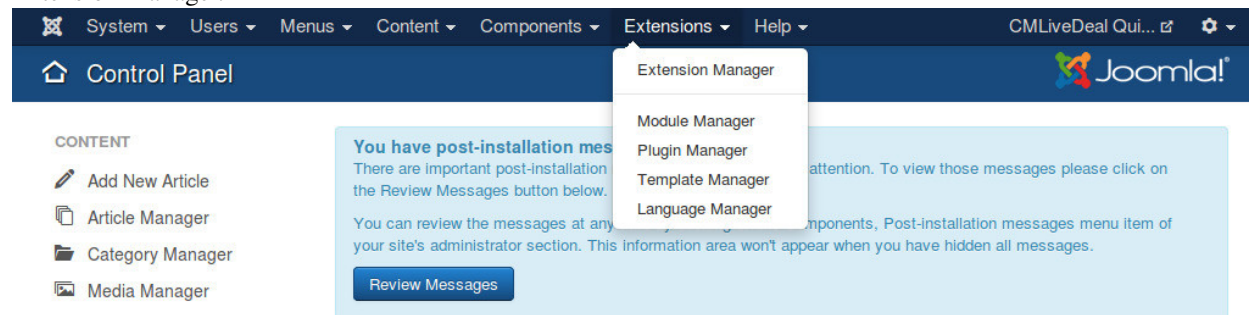 System Users Menus Content Components Extensions Help CMLiveDeal Qui...
Control Panel
Joomla!
Extension Manager
Module Manager
Plugin Manager
Template Manager
Language Manager
CONTENT
Add New Article
Article Manager
Category Manager
Media Manager
You have post-installation mes
There are important post-installation attention. To view those messages please click on
the Review Messages button below.
You can review the messages at any mponents, Post-installation messages menu item of
your site's administrator section. This information area won't appear when you have hidden all messages.
Review Messages